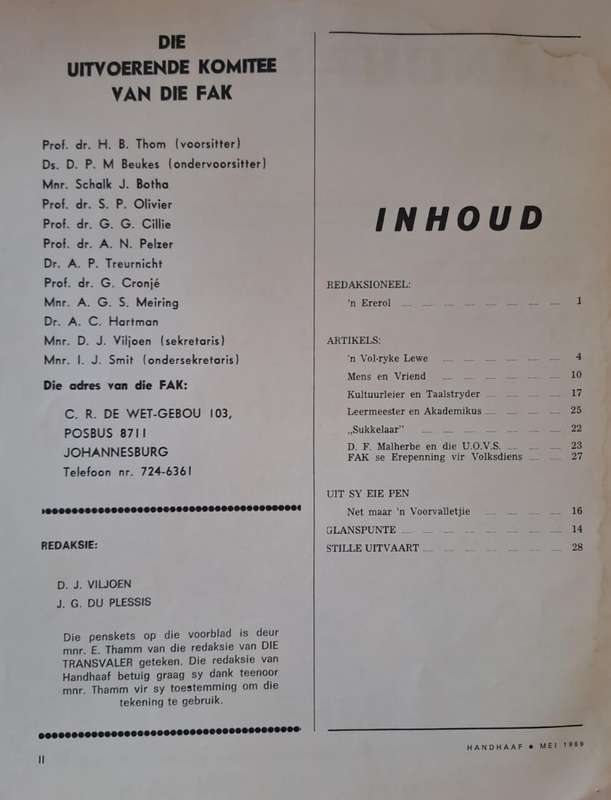 DIE
UITVOERENDE KOMITEE
VAN DIE FAK
Prof. dr. H. B. Thom (voorsitter)
Ds. D. P. M Beukes (ondervoorsitter)
Mnr. Schalk J. Botha
Prof. dr. S. P. Olivier
Prof. dr. G. G. Cillie
Prof. dr. A. N. Pelzer
Dr. A. P. Treurnicht
Prof. dr. G. Cronjé
Mnr. A. G. S. Meiring
Dr. A. C. Hartman
Mnr. D. J. Viljoen (sekretaris)
Mnr. I. J. Smit (ondersekretaris)
Die adres van die FAK:
C. R. DE WET-GEBOU 103,
POSBUS 8711
JOHANNESBURG
Telefoon nr. 724-6361
REDAKSIE:
D. J. VILJOEN
J. G. DU PLESSIS
Die penskets op die voorblad is deur
mnr. E. Thamm van die redaksie van DIE
TRANSVALER geteken. Die redaksie van
Handhaaf betuig graag sy dank teenoor
mnr. Thamm vir sy toestemming om die
tekening te gebruik.
II
INHOUD
REDAKSIONEEL:
'n Ererol 1
ARTIKELS:
'n Vol-ryke Lewe 4
Mens en Vriend 10
Kultuurleier en Taalstryder 17
Leermeester en Akademikus 25
„Sukkelaar" 22
D. F. Malherbe en die U.O.V.S. 23
FAK se Erepenning vir Volksdiens 27
UIT SY EIE PEN
Net maar 'n Voorvalletjie 16
GLANSPUNTE 14
STILLE UITVAART 28
HANDHAAF ● MEI 1969